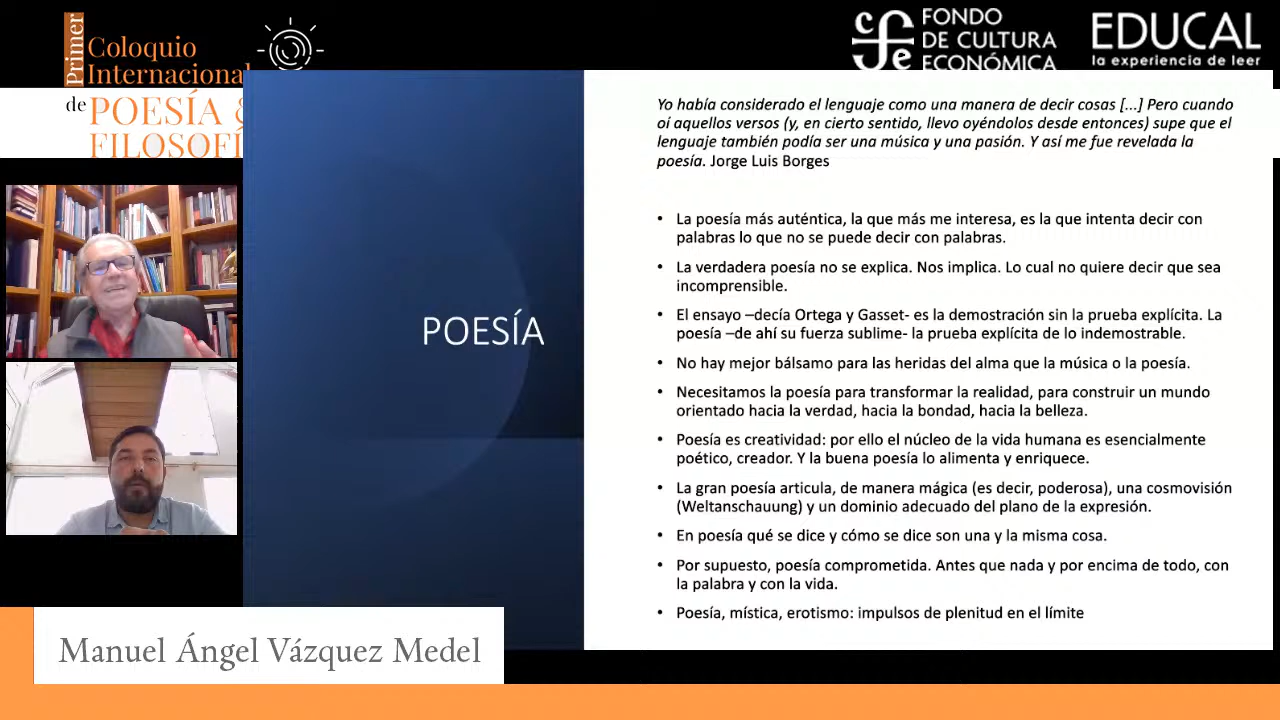 Primer
Coloquio
Internacional
de POESÍA &
FILOSOFÍ
FONDO
DE CULTURA
ECONÓMICA
EDUCAL
la experiencia de leer
POESÍA
Yo había considerado el lenguaje como una manera de decir cosas [...] Pero cuando
oí aquellos versos (y, en cierto sentido, llevo oyéndolos desde entonces) supe que el
lenguaje también podía ser una música y una pasión. Y así me fue revelada la
poesía. Jorge Luis Borges
• La poesía más auténtica, la que más me interesa, es la que intenta decir con
palabras lo que no se puede decir con palabras.
• La verdadera poesía no se explica. Nos implica. Lo cual no quiere decir que sea
incomprensible.
• El ensayo –decía Ortega y Gasset- es la demostración sin la prueba explícita. La
poesía –de ahí su fuerza sublime- la prueba explícita de lo indemostrable.
• No hay mejor bálsamo para las heridas del alma que la música o la poesía.
• Necesitamos la poesía para transformar la realidad, para construir un mundo
orientado hacia la verdad, hacia la bondad, hacia la belleza.
• Poesía es creatividad: por ello el núcleo de la vida humana es esencialmente
poético, creador. Y la buena poesía lo alimenta y enriquece.
• La gran poesía articula, de manera mágica (es decir, poderosa), una cosmovisión
(Weltanschauung) y un dominio adecuado del plano de la expresión.
• En poesía qué se dice y cómo se dice son una y la misma cosa.
• Por supuesto, poesía comprometida. Antes que nada y por encima de todo, con
la palabra y con la vida.
• Poesía, mística, erotismo: impulsos de plenitud en el límite
Manuel Ángel Vázquez Medel